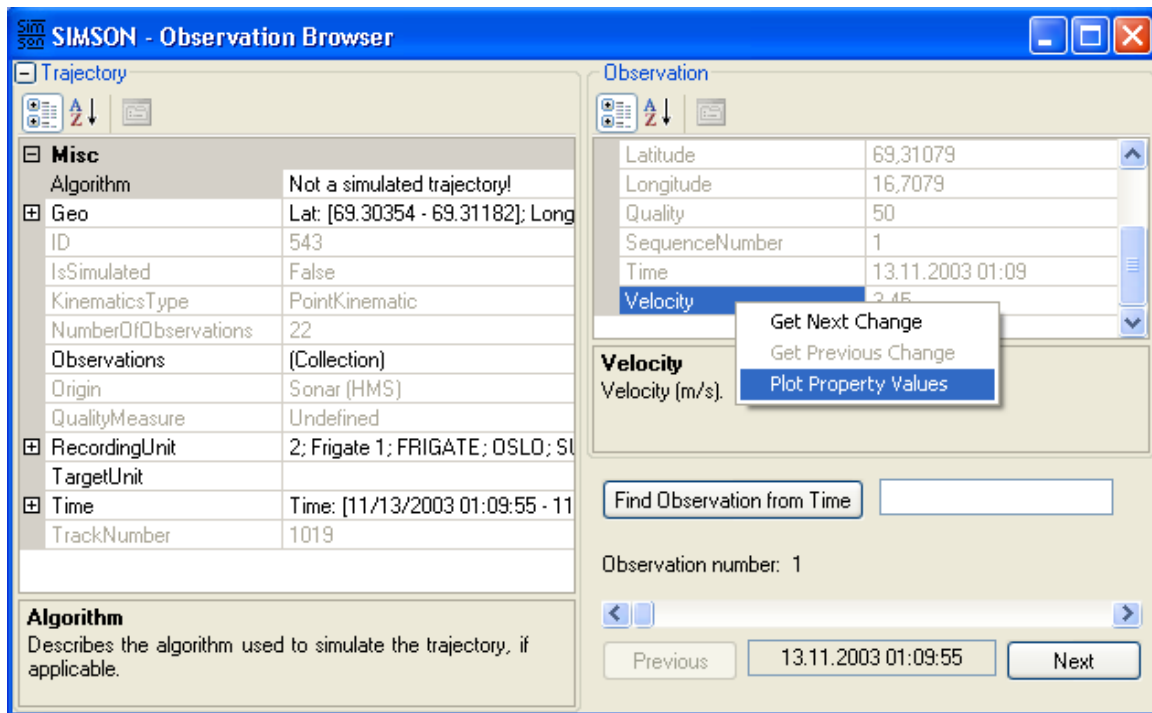 Sim
son
SIMSON - Observation Browser
Trajectory
Misc
Algorithm Not a simulated trajectory!
Geo Lat: [69.30354 - 69.31182]; Long
ID 543
IsSimulated False
KinematicsType PointKinematic
NumberOfObservations 22
Observations (Collection)
Origin Sonar (HMS)
QualityMeasure Undefined
RecordingUnit 2; Frigate 1; FRIGATE; OSLO;
TargetUnit
Time Time: [11/13/2003 01:09:55 - 11
TrackNumber 1019
Algorithm
Describes the algorithm used to simulate the trajectory, if
applicable.
Observation
Latitude 69,31079
Longitude 16,7079
Quality 50
SequenceNumber 1
Time 13.11.2003 01:09
Velocity 3,45
Get Next Change
Get Previous Change
Plot Property Values
Velocity
Velocity (m/s).
Find Observation from Time
Observation number: 1
Previous 13.11.2003 01:09:55 Next